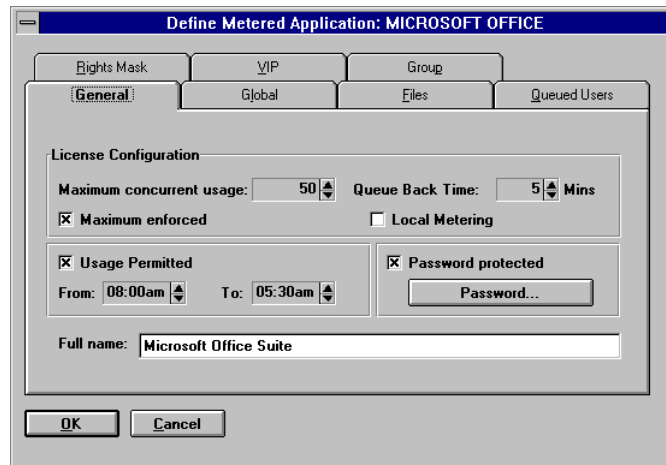 Define Metered Application: MICROSOFT OFFICE
Rights Mask VIP Group
General Global Files Queued Users
License Configuration
Maximum concurrent usage: 50 Queue Back Time: 5 Mins
Maximum enforced Local Metering
Usage Permitted Password protected
From: 08:00am To: 05:30am Password...
Full name: Microsoft Office Suite
OK Cancel